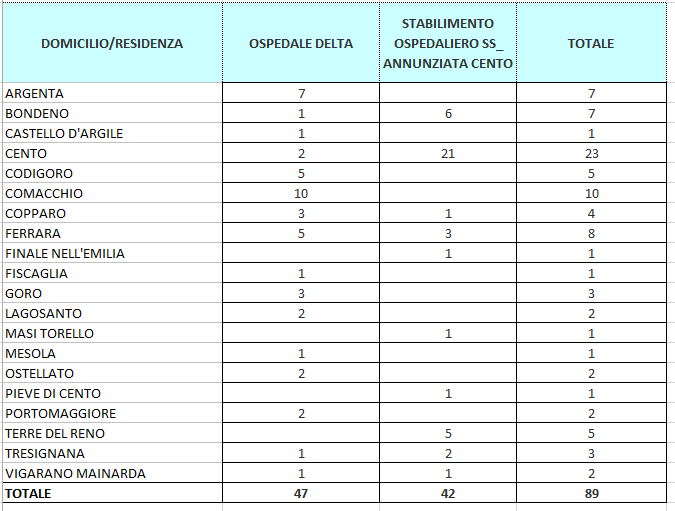 DOMICILIO/RESIDENZA OSPEDALE DELTA STABILIMENTO OSPEDALIERO SS_ ANNUNZIATA CENTO TOTALE
ARGENTA 7 7
BONDENO 1 6 7
CASTELLO D'ARGILE 1 1
CENTO 2 21 23
CODIGORO 5 5
COMACCHIO 10 10
COPPARO 3 1 4
FERRARA 5 3 8
FINALE NELL'EMILIA 1 1
FISCAGLIA 1 1
GORO 3 3
LAGOSANTO 2 2
MASI TORELLO 1 1
MESOLA 1 1
OSTELLATO 2 2
PIEVE DI CENTO 1 1
PORTOMAGGIORE 2 2
TERRE DEL RENO 5 5
TRESIGNANA 1 2 3
VIGARANO MAINARDA 1 1 2
TOTALE 47 42 89